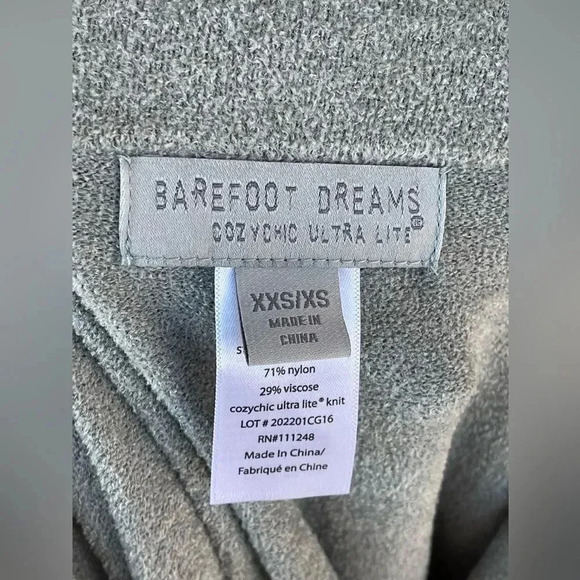 BAREFOOT DREAMS
COZYCHIC ULTRA LITE®
XXS/XS
MADE IN
CHINA
71% nylon
29% viscose
cozychic ultra lite® knit
LOT # 202201CG16
RN#111248
Made in China/
Fabriqué en Chine